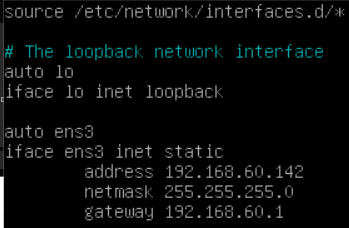 source /etc/network/interfaces.d/*
# The loopback network interface
auto lo
iface lo inet loopback
auto ens3
iface ens3 inet static
address 192.168.60.142
netmask 255.255.255.0
gateway 192.168.60.1